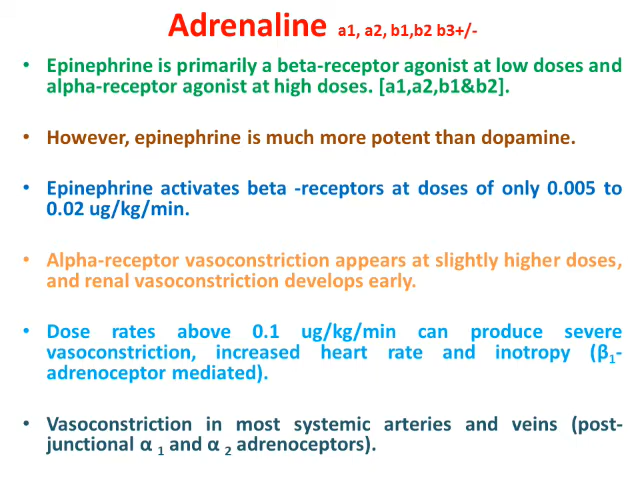 Adrenaline a1, a2, b1,b2 b3+/-
• Epinephrine is primarily a beta-receptor agonist at low doses and
alpha-receptor agonist at high doses. [a1,a2,b1&b2].
• However, epinephrine is much more potent than dopamine.
• Epinephrine activates beta -receptors at doses of only 0.005 to
0.02 ug/kg/min.
• Alpha-receptor vasoconstriction appears at slightly higher doses,
and renal vasoconstriction develops early.
• Dose rates above 0.1 ug/kg/min can produce severe
vasoconstriction, increased heart rate and inotropy (β1-
adrenoceptor mediated).
• Vasoconstriction in most systemic arteries and veins (post-
junctional α 1 and α 2 adrenoceptors).